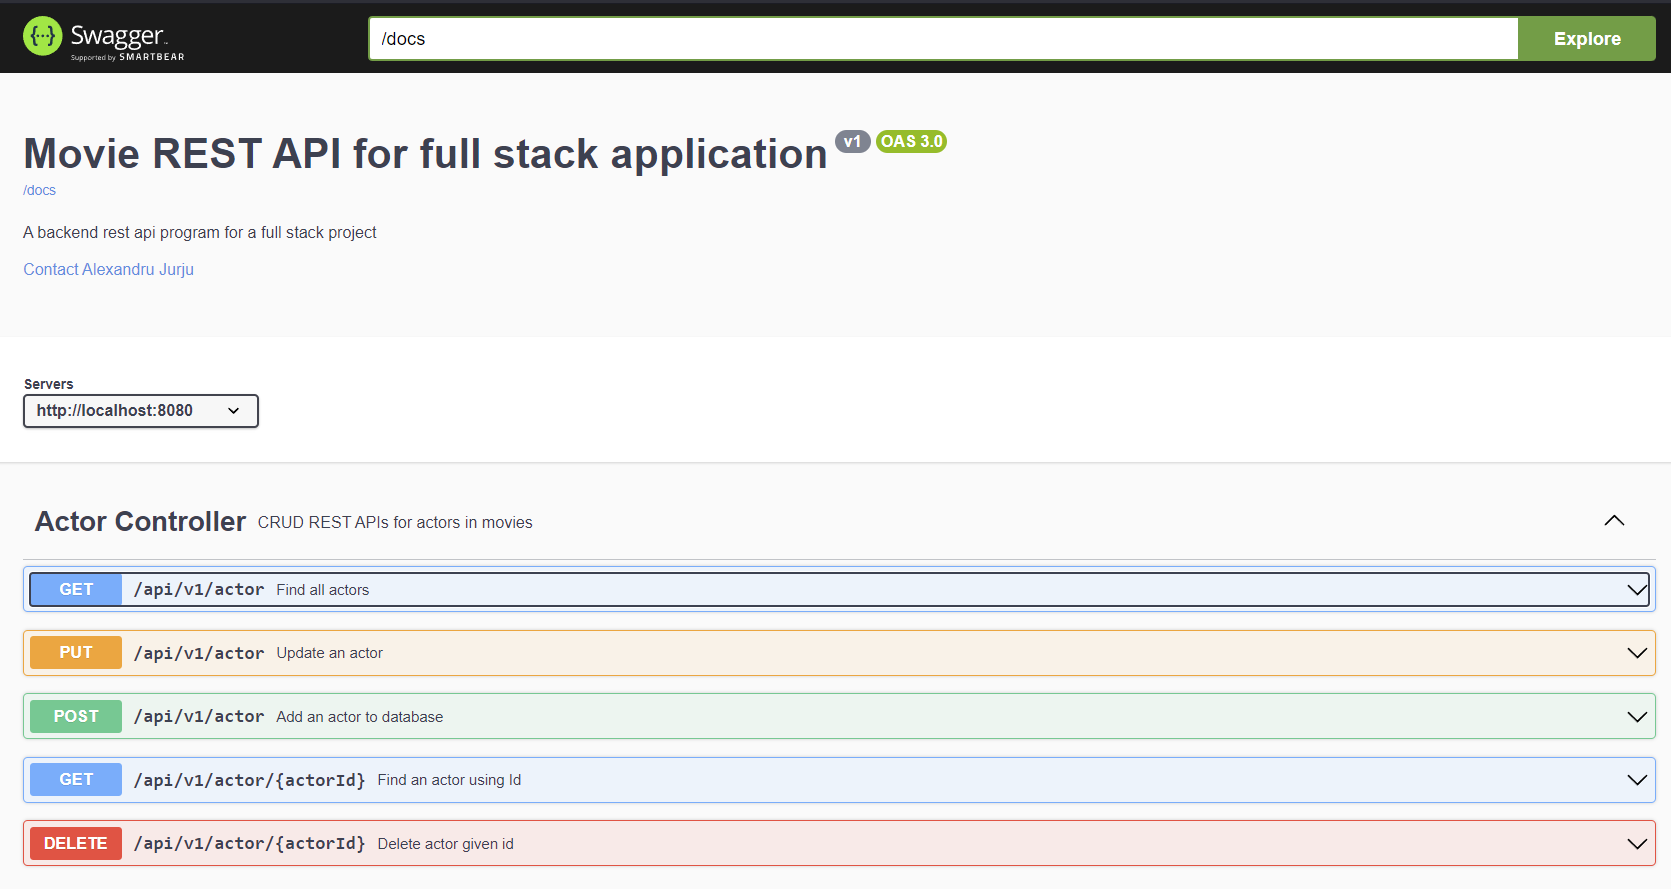 Swagger
Supported by SMARTBEAR
/docs
Explore
Movie REST API for full stack application v1 OAS 3.0
/docs
A backend rest api program for a full stack project
Contact Alexandru Jurju
Servers
http://localhost:8080
Actor Controller CRUD REST APIs for actors in movies
GET /api/v1/actor Find all actors
PUT /api/v1/actor Update an actor
POST /api/v1/actor Add an actor to database
GET /api/v1/actor/{actorId} Find an actor using Id
DELETE /api/v1/actor/{actorId} Delete actor given id